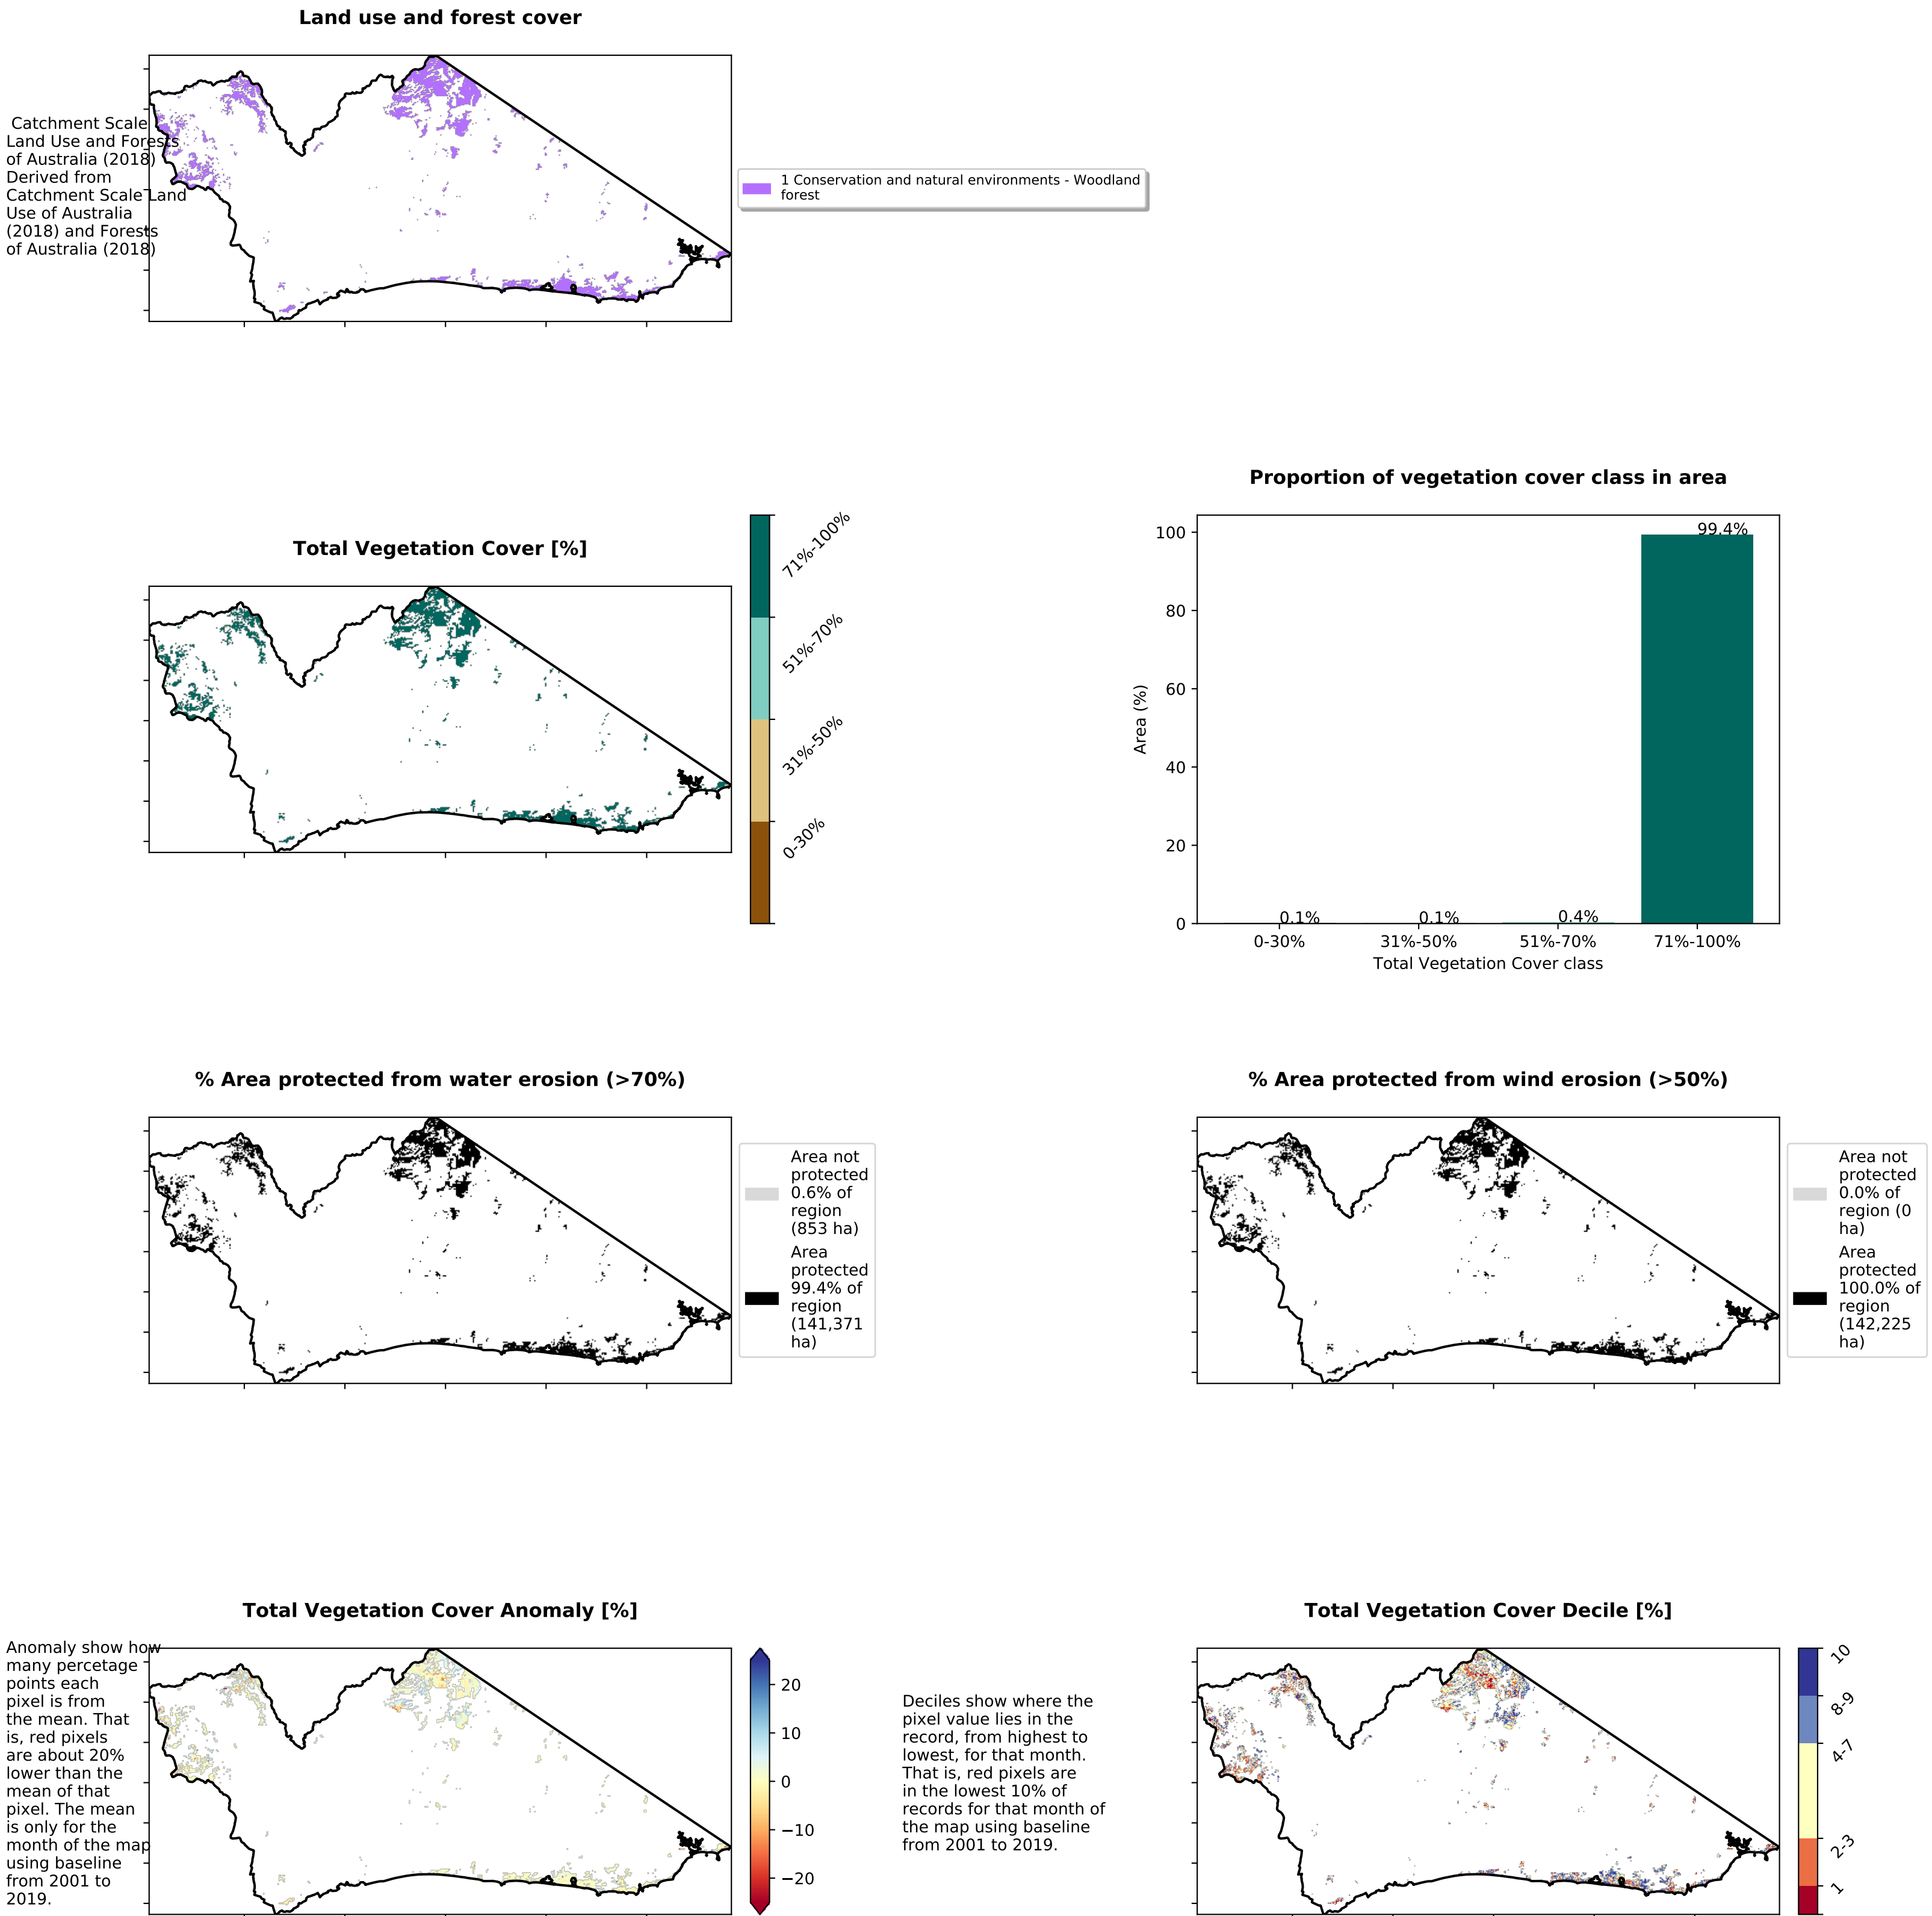 Land use and forest cover
Catchment Scale
Land Use and Forests
of Australia (2018)
Derived from
Catchment Scale Land
Use of Australia
(2018) and Forests
of Australia (2018)
1 Conservation and natural environments - Woodland
forest
Total Vegetation Cover [%]
71%-100%
51%-70%
31%-50%
0-30%
Proportion of vegetation cover class in area
Area (%)
100
80
60
40
20
0
0.1%
0.1%
0.4%
99.4%
0-30%
31%-50%
51%-70%
71%-100%
Total Vegetation Cover class
% Area protected from water erosion (>70%)
Area not
protected
0.6% of
region
(853 ha)
Area
protected
99.4% of
region
(141,371
ha)
% Area protected from wind erosion (>50%)
Area not
protected
0.0% of
region (0
ha)
Area
protected
100.0% of
region
(142,225
ha)
Total Vegetation Cover Anomaly [%]
Anomaly show how
many percetage
points each
pixel is from
the mean. That
is, red pixels
are about 20%
lower than the
mean of that
pixel. The mean
is only for the
month of the map
using baseline
from 2001 to
2019.
20
10
0
−10
−20
Total Vegetation Cover Decile [%]
Deciles show where the
pixel value lies in the
record, from highest to
lowest, for that month.
That is, red pixels are
in the lowest 10% of
records for that month of
the map using baseline
from 2001 to 2019.
10
8-9
4-7
2-3
1